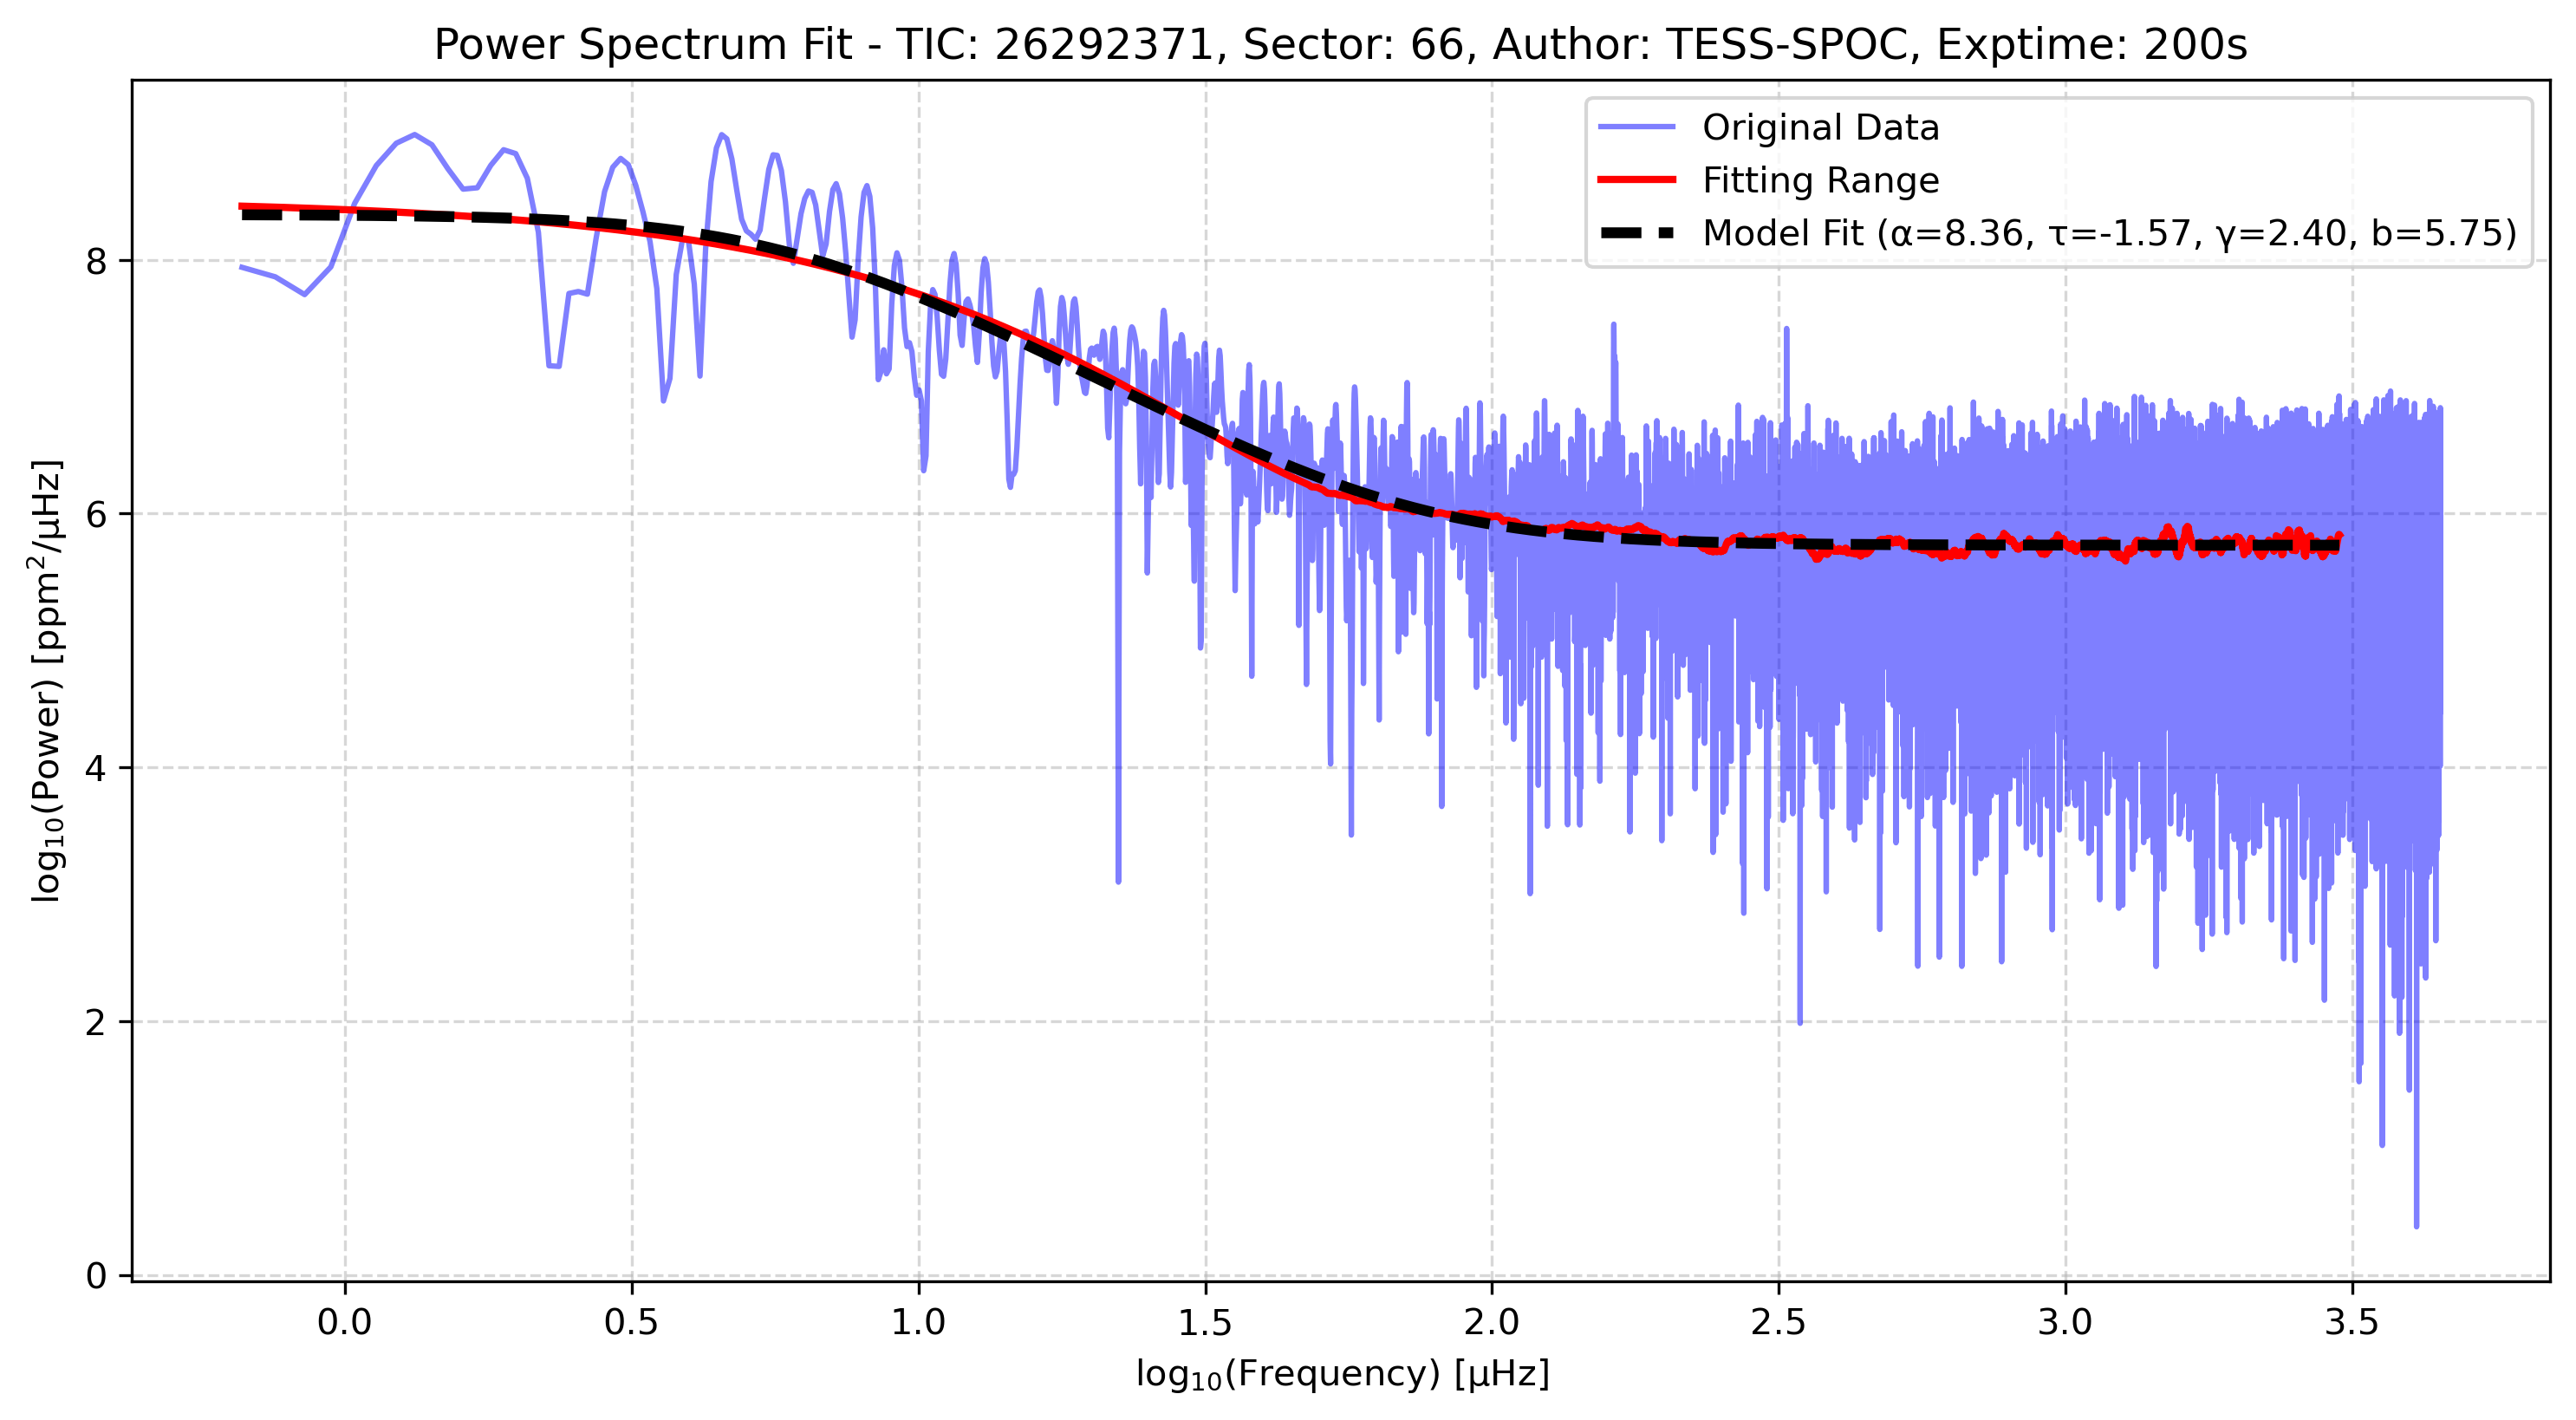 Power Spectrum Fit - TIC: 26292371, Sector: 66, Author: TESS-SPOC, Exptime: 200s
Original Data
Fitting Range
Model Fit (α=8.36, τ=-1.57, γ=2.40, b=5.75)
log₁₀(Power) [ppm²/μHz]
8
6
4
2
0
0.0 0.5 1.0 1.5 2.0 2.5 3.0 3.5
log₁₀(Frequency) [μHz]